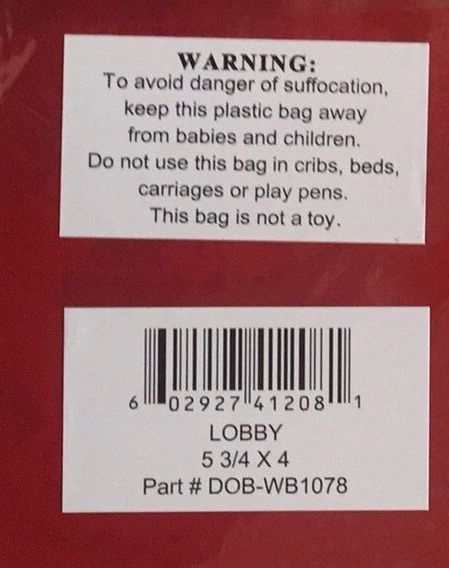 WARNING:
To avoid danger of suffocation,
keep this plastic bag away
from babies and children.
Do not use this bag in cribs, beds,
carriages or play pens.
This bag is not a toy.
6 02927 41208 1
LOBBY
5 3/4 X 4
Part # DOB-WB1078